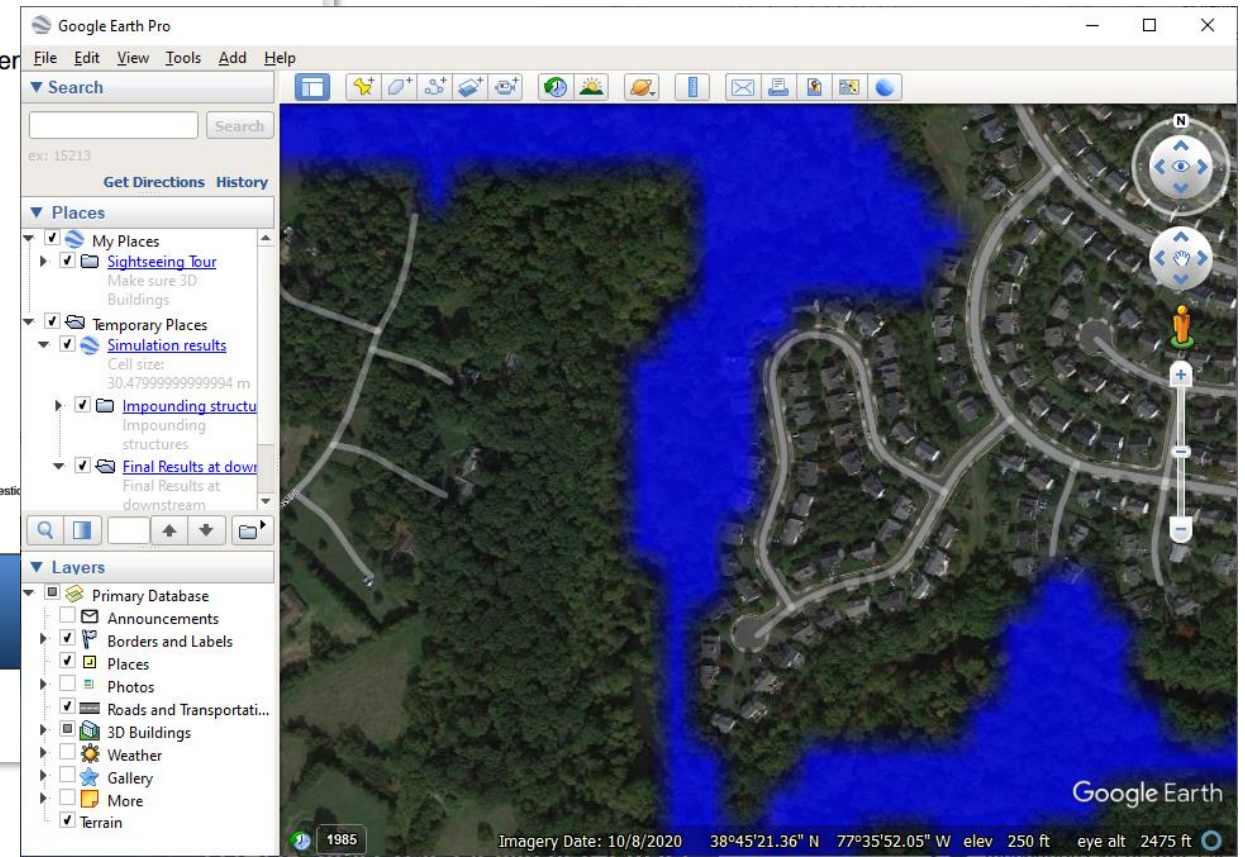 Google Earth Pro
er
File Edit View Tools Add Help
Search
Search
ex: 15213
Get Directions History
Places
My Places
Sightseeing Tour
Make sure 3D
Buildings
Temporary Places
Simulation results
Cell size:
30.47999999999994 m
Impounding structu
Impounding
structures
Final Results at down
Final Results at
downstream
estic
Layers
Primary Database
Announcements
Borders and Labels
Places
Photos
Roads and Transportati...
3D Buildings
Weather
Gallery
More
Terrain
N
Google Earth
1985 Imagery Date: 10/8/2020 38°45'21.36" N 77°35'52.05" W elev 250 ft eye alt 2475 ft